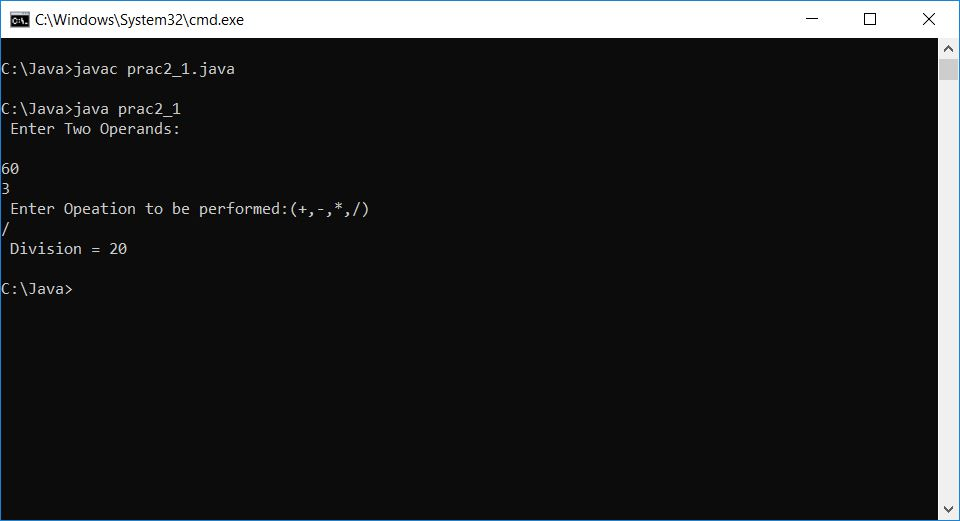 C:\Windows\System32\cmd.exe
C:\Java>javac prac2_1.java
C:\Java>java prac2_1
Enter Two Operands:
60
3
Enter Opeation to be performed:(+,-,*,/)
/
Division = 20
C:\Java>